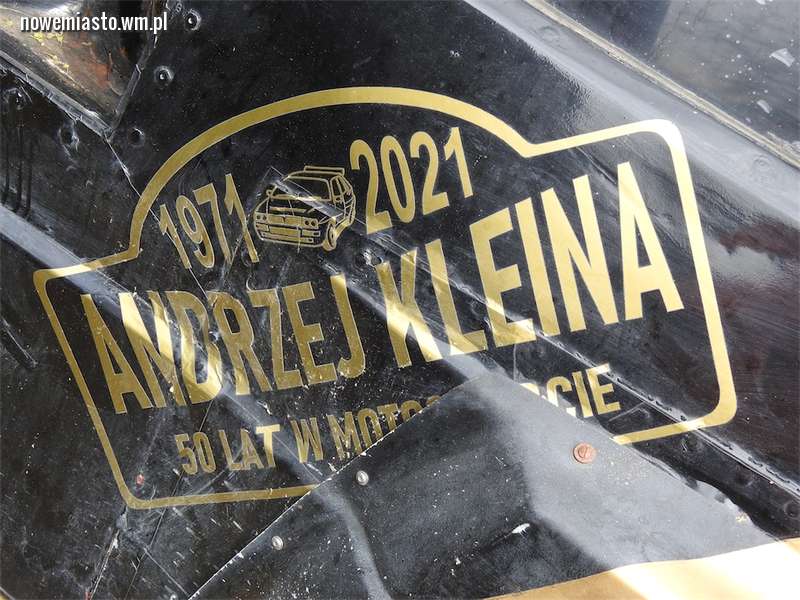 nowemiasto.wm.pl
1971 2021
ANDRZEJ KLEINA
50 LAT W